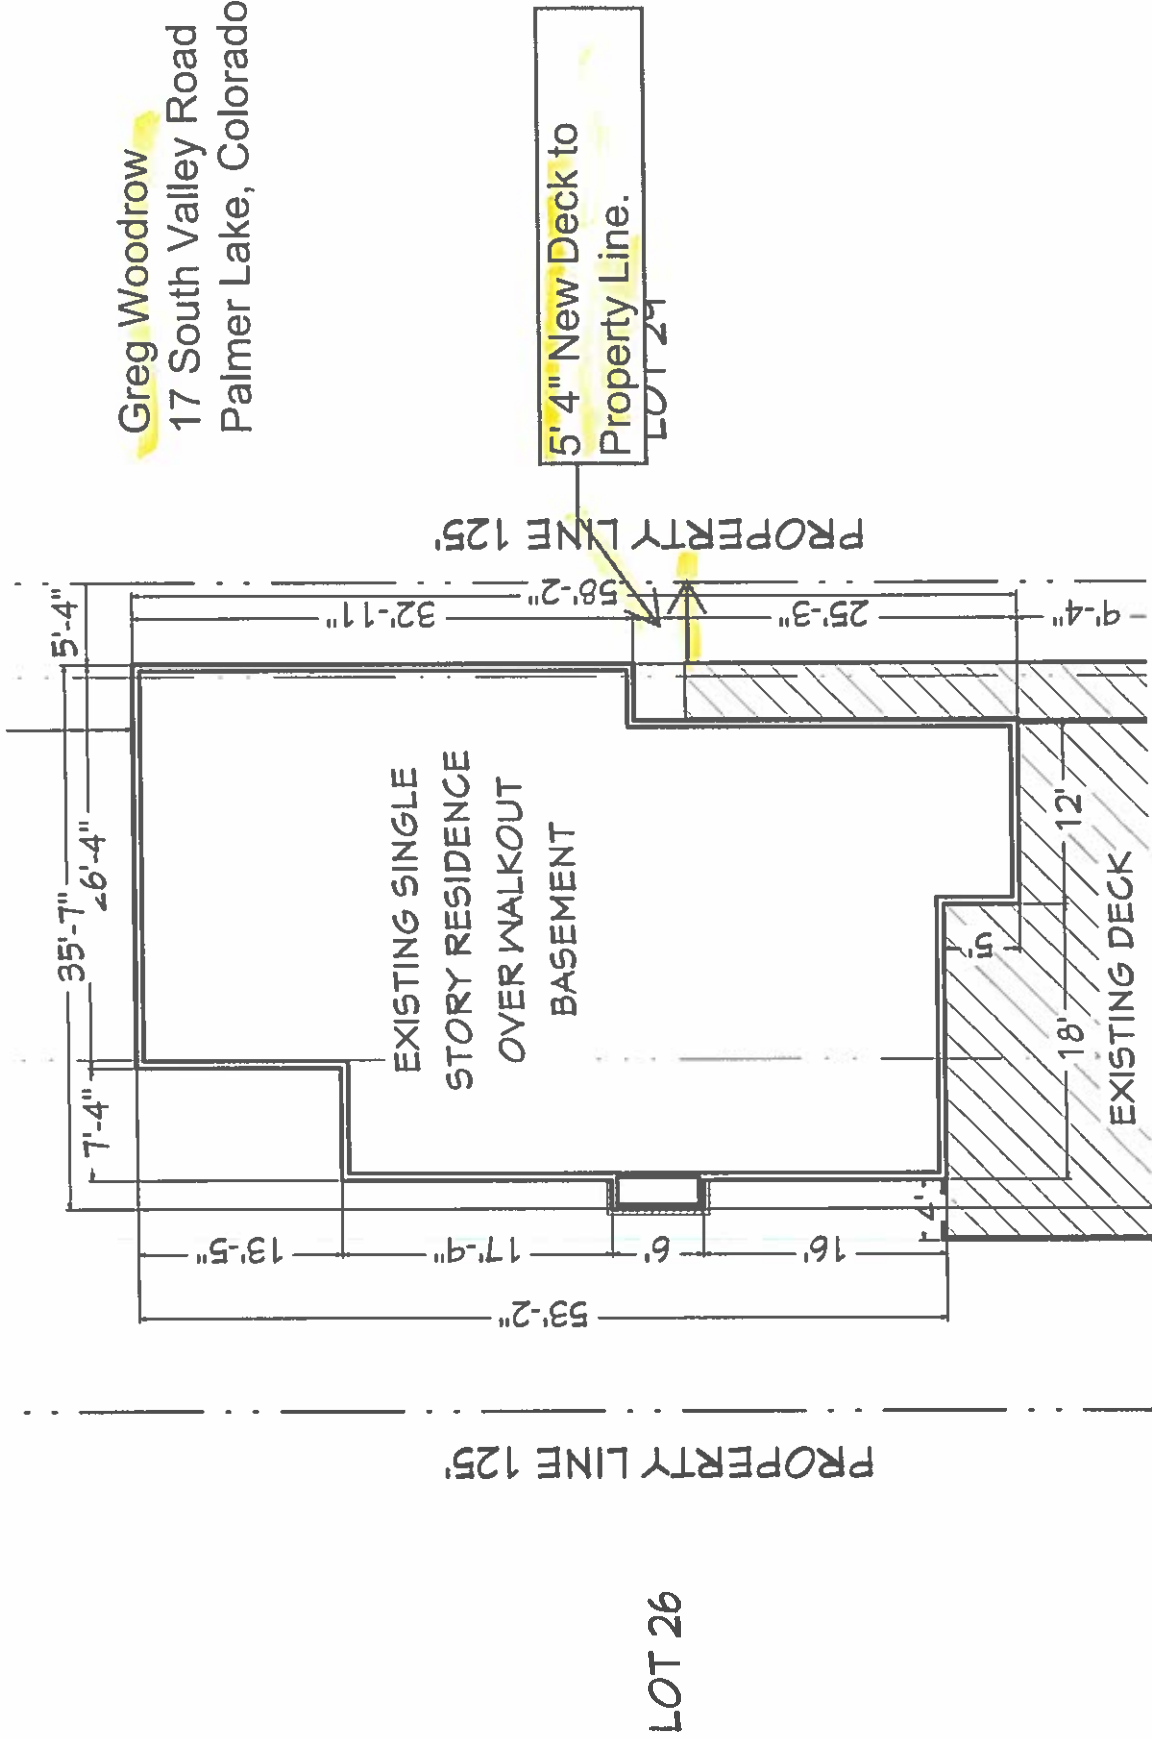 Greg Woodrow
17 South Valley Road
Palmer Lake, Colorado
5' 4" New Deck to
Property Line.
PROPERTY LINE 125'
5'-4"
58'-2"
32'-11"
25'-3"
9'-4"
35'-7"
26'-4"
7'-4"
EXISTING SINGLE
STORY RESIDENCE
OVER WALKOUT
BASEMENT
12'
5'
18'
EXISTING DECK
4'
13'-5"
17'-9"
6'
16'
53'-2"
PROPERTY LINE 125'
LOT 26